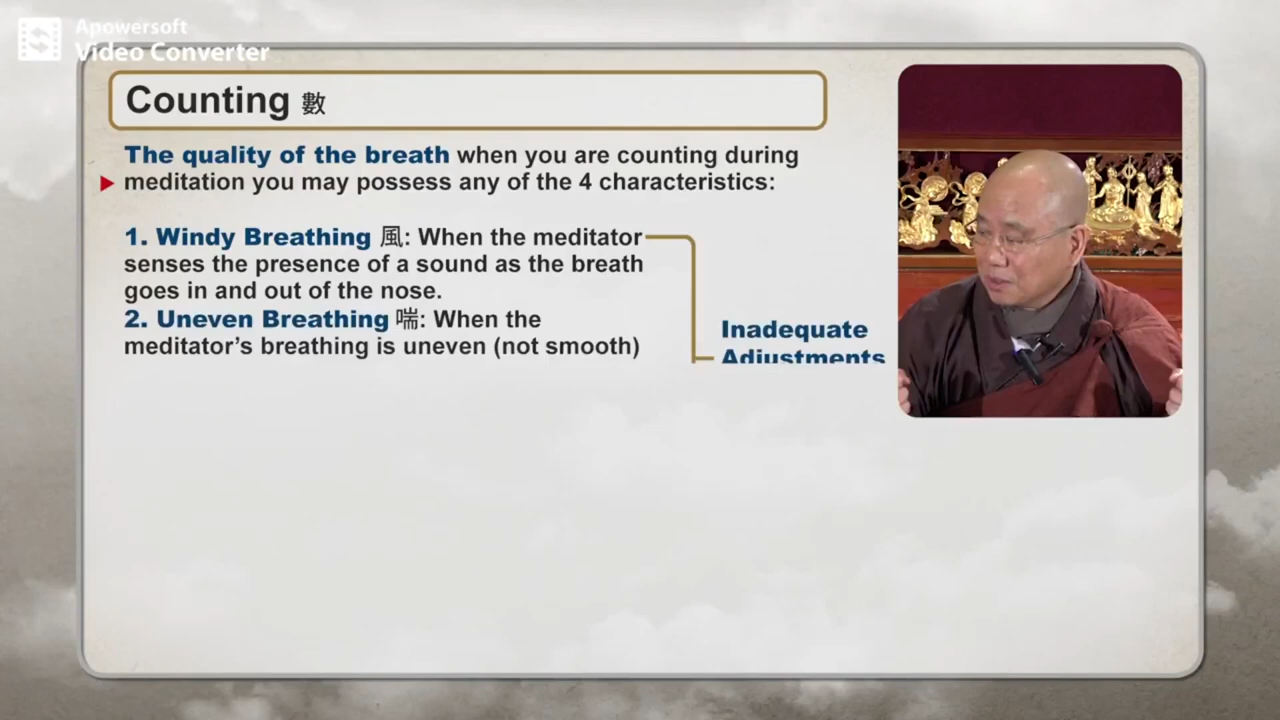 Apowersoft
Video Converter
Counting 數
The quality of the breath when you are counting during
meditation you may possess any of the 4 characteristics:
1. Windy Breathing 風: When the meditator
senses the presence of a sound as the breath
goes in and out of the nose.
2. Uneven Breathing 喘: When the
meditator’s breathing is uneven (not smooth)
Inadequate
Adjustments